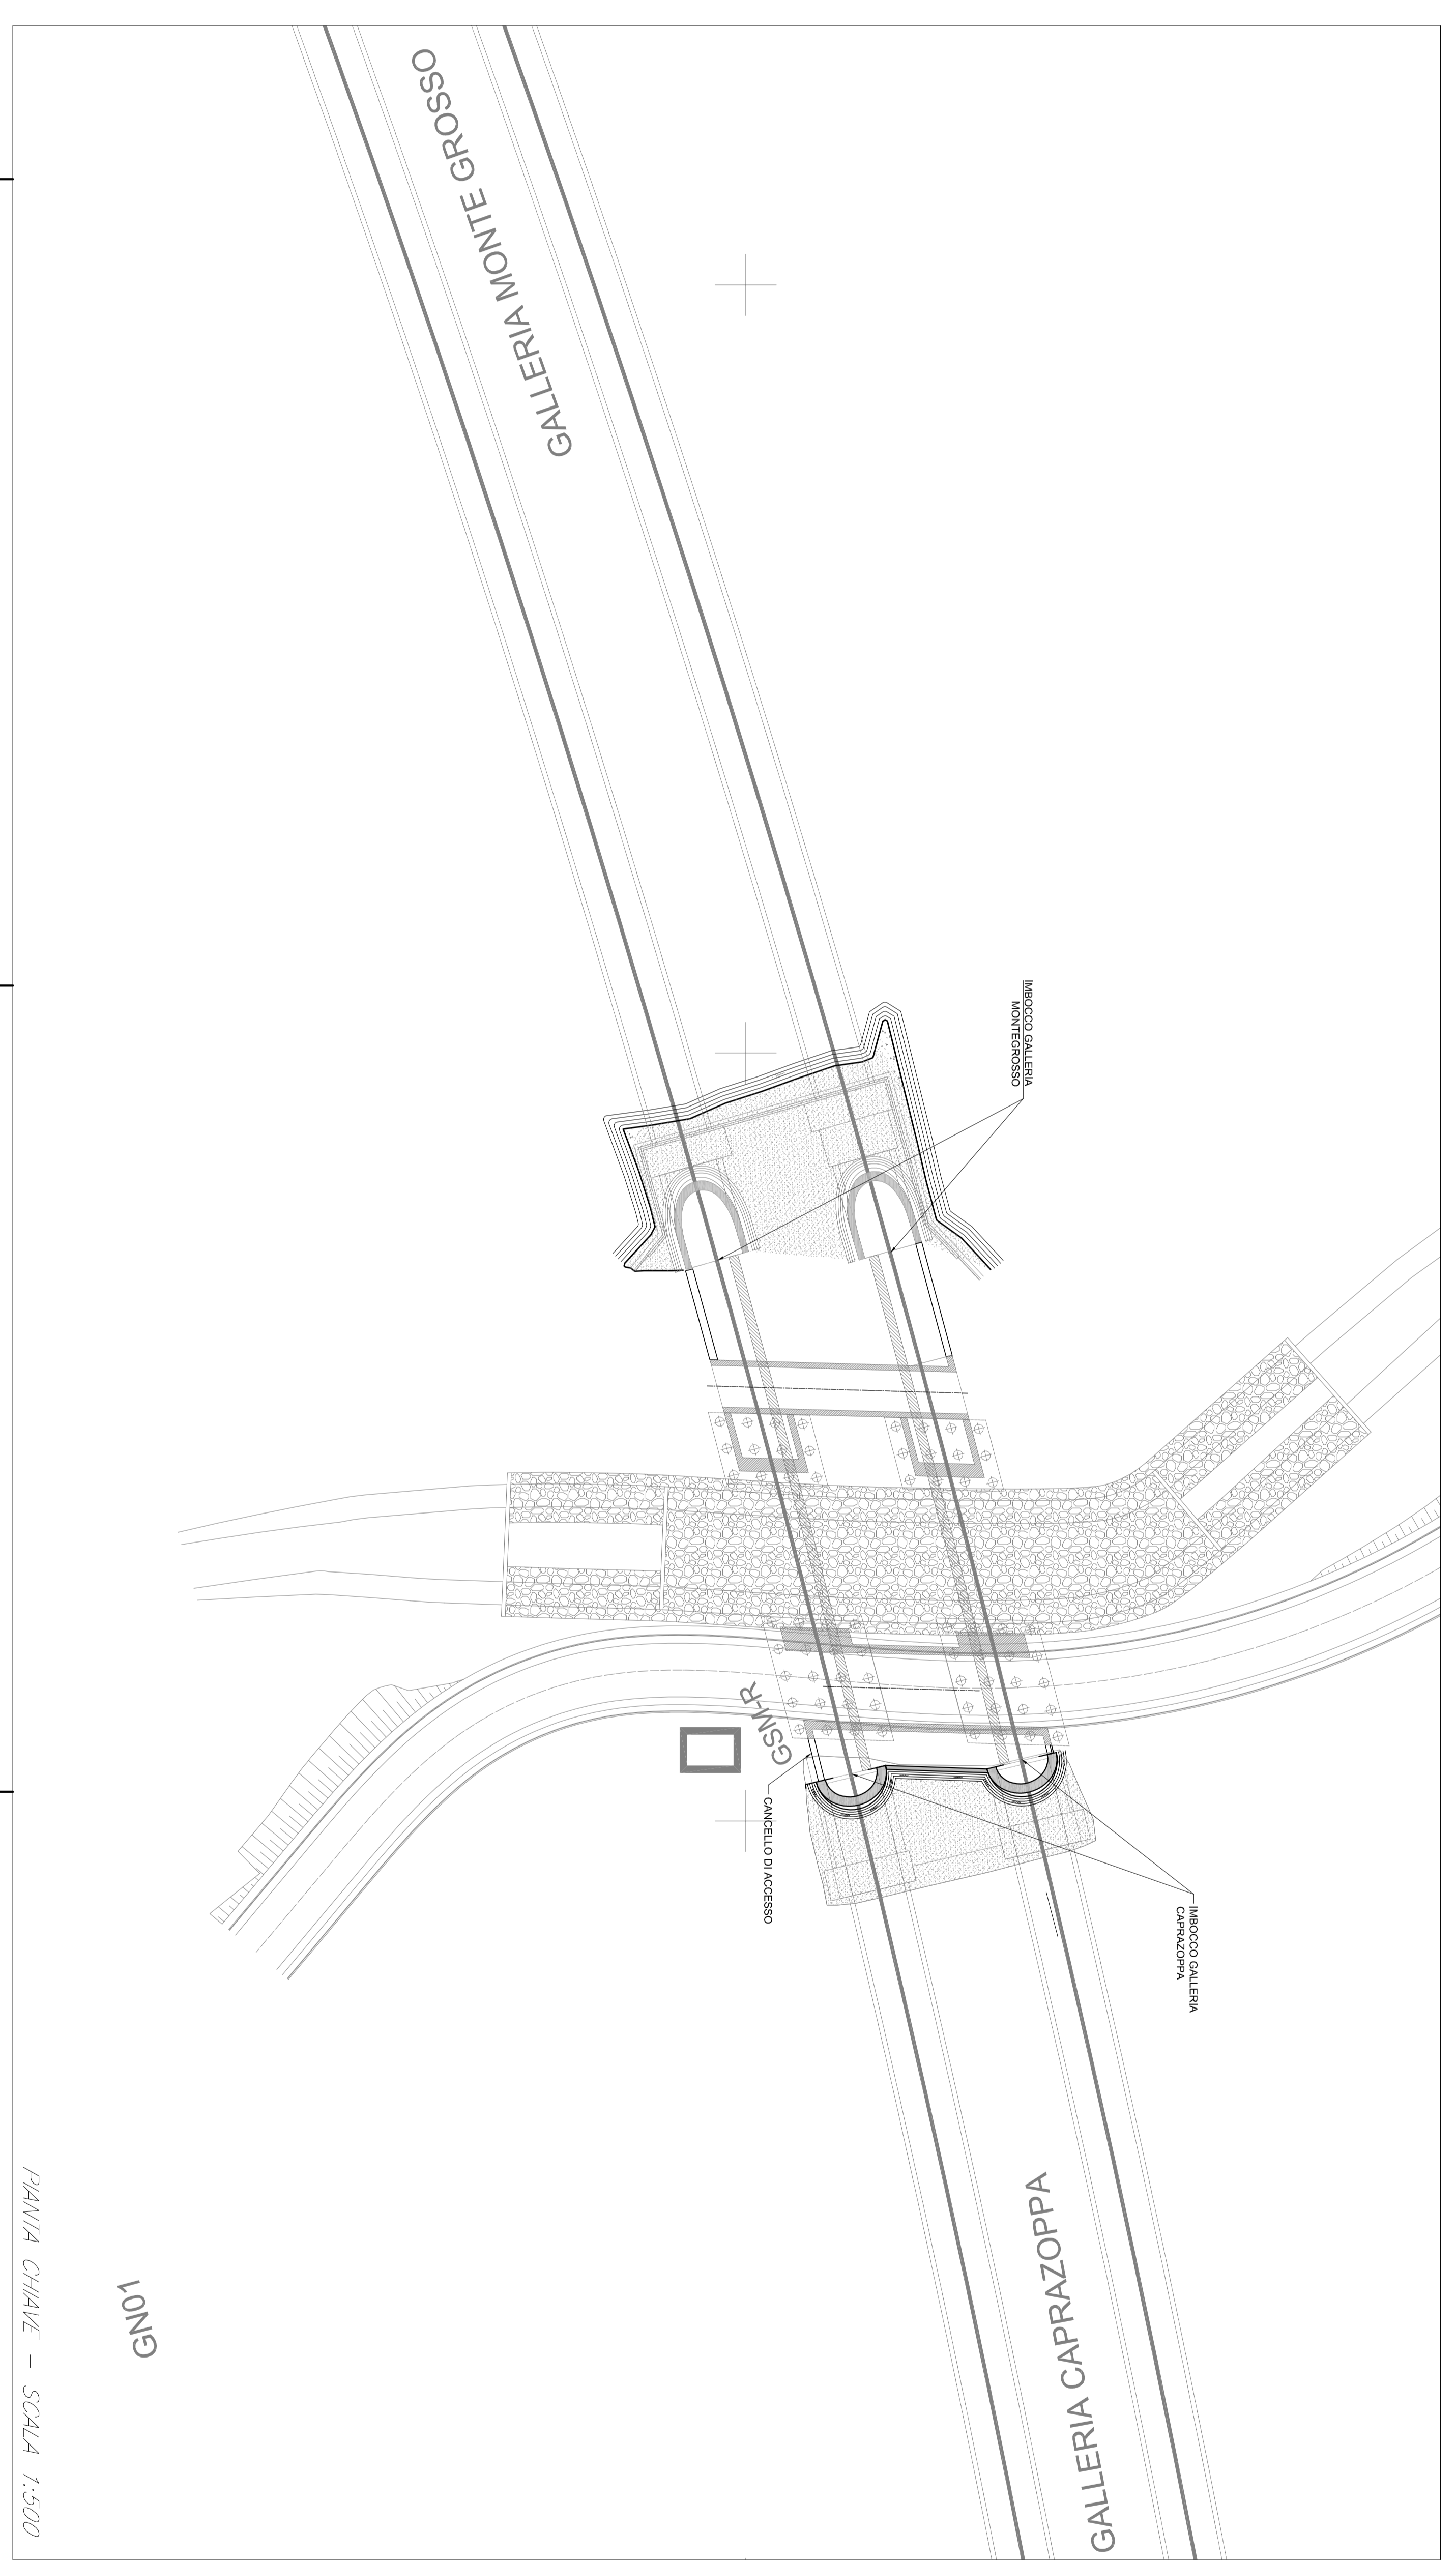 GALLERIA MONTE GROSSO
IMBOCCO GALLERIA
MONTEGROSSO
GSM-R
CANCELLO DI ACCESSO
IMBOCCO GALLERIA
CAPRAZOPPA
GALLERIA CAPRAZOPPA
GN01
PIANTA CHIAVE - SCALA 1:500